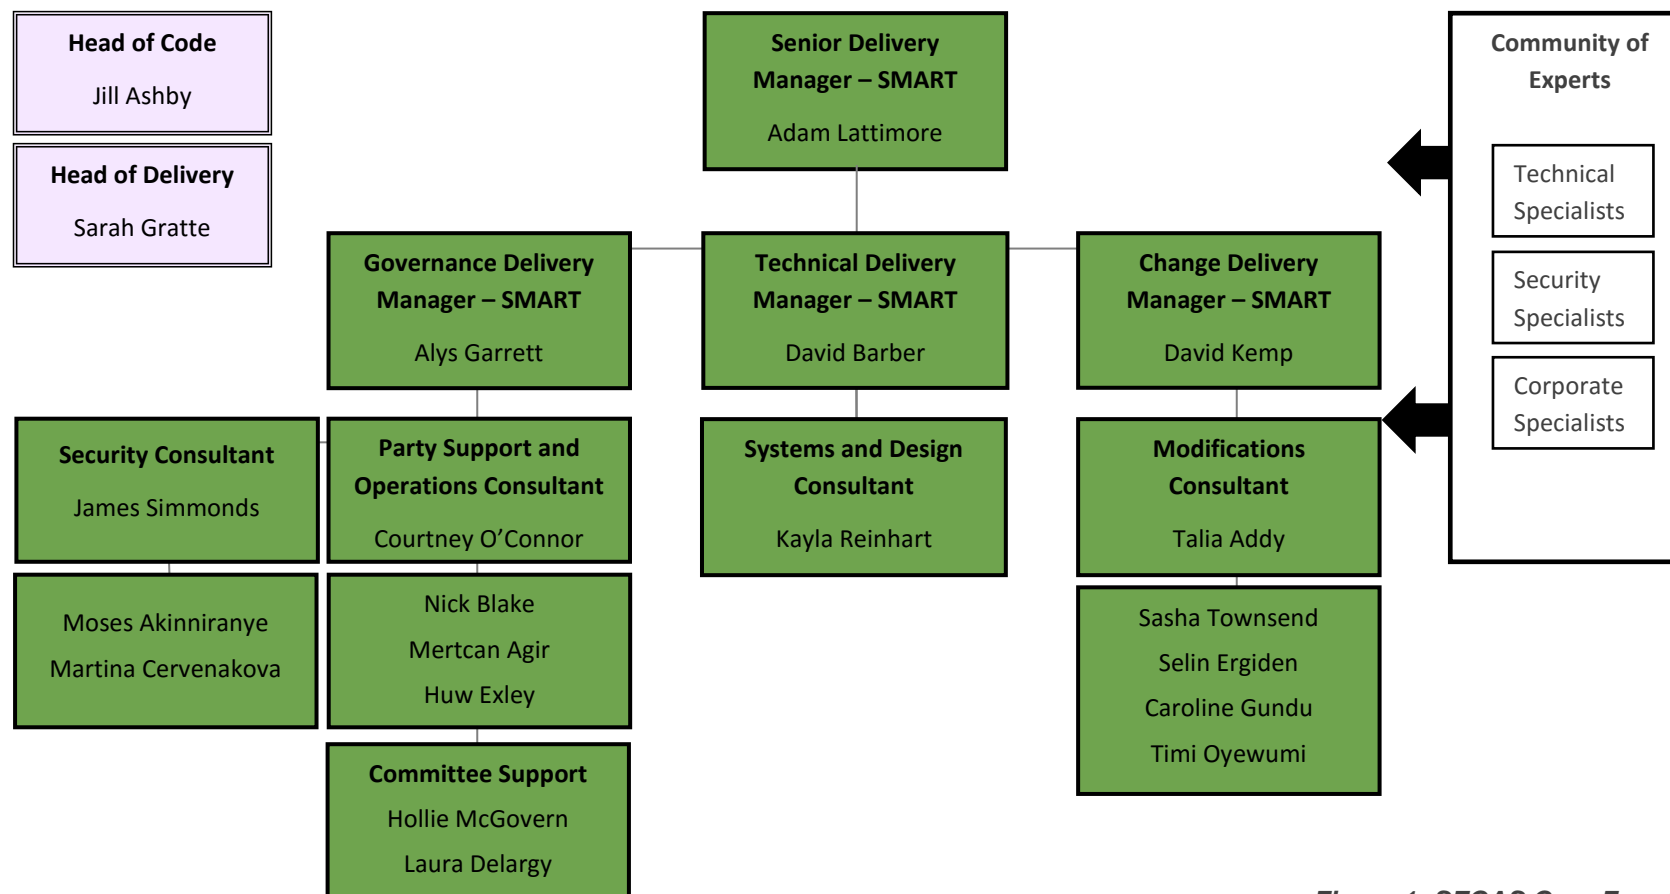 Head of Code
Jill Ashby
Head of Delivery
Sarah Gratte
Senior Delivery
Manager – SMART
Adam Lattimore
Community of
Experts
Technical
Specialists
Security
Specialists
Corporate
Specialists
Governance Delivery
Manager – SMART
Alys Garrett
Technical Delivery
Manager – SMART
David Barber
Change Delivery
Manager – SMART
David Kemp
Security Consultant
James Simmonds
Party Support and
Operations Consultant
Courtney O’Connor
Systems and Design
Consultant
Kayla Reinhart
Modifications
Consultant
Talia Addy
Moses Akinniranye
Martina Cervenakova
Nick Blake
Mertcan Agir
Huw Exley
Sasha Townsend
Selin Ergiden
Caroline Gundu
Timi Oyewumi
Committee Support
Hollie McGovern
Laura Delargy